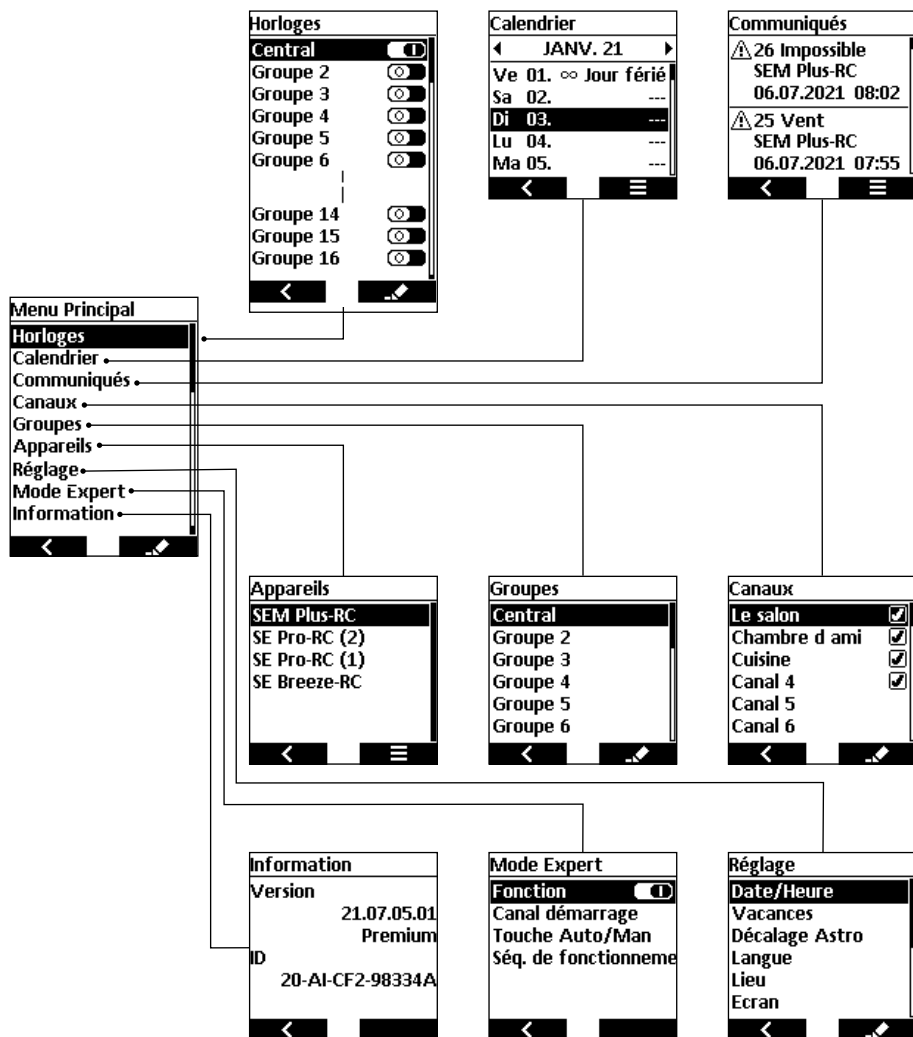 Horloges
Central
Groupe 2
Groupe 3
Groupe 4
Groupe 5
Groupe 6
Groupe 14
Groupe 15
Groupe 16
Calendrier
JANV. 21
Ve 01. ∞ Jour férié
Sa 02. ---
Di 03. ---
Lu 04. ---
Ma 05. ---
Communiqués
26 Impossible
SEM Plus-RC
06.07.2021 08:02
25 Vent
SEM Plus-RC
06.07.2021 07:55
Menu Principal
Horloges
Calendrier
Communiqués
Canaux
Groupes
Appareils
Réglage
Mode Expert
Information
Appareils
SEM Plus-RC
SE Pro-RC (2)
SE Pro-RC (1)
SE Breeze-RC
Groupes
Central
Groupe 2
Groupe 3
Groupe 4
Groupe 5
Groupe 6
Canaux
Le salon
Chambre d ami
Cuisine
Canal 4
Canal 5
Canal 6
Information
Version
21.07.05.01
Premium
ID
20-AI-CF2-98334A
Mode Expert
Fonction
Canal démarrage
Touche Auto/Man
Séq. de fonctionneme
Réglage
Date/Heure
Vacances
Décalage Astro
Langue
Lieu
Ecran